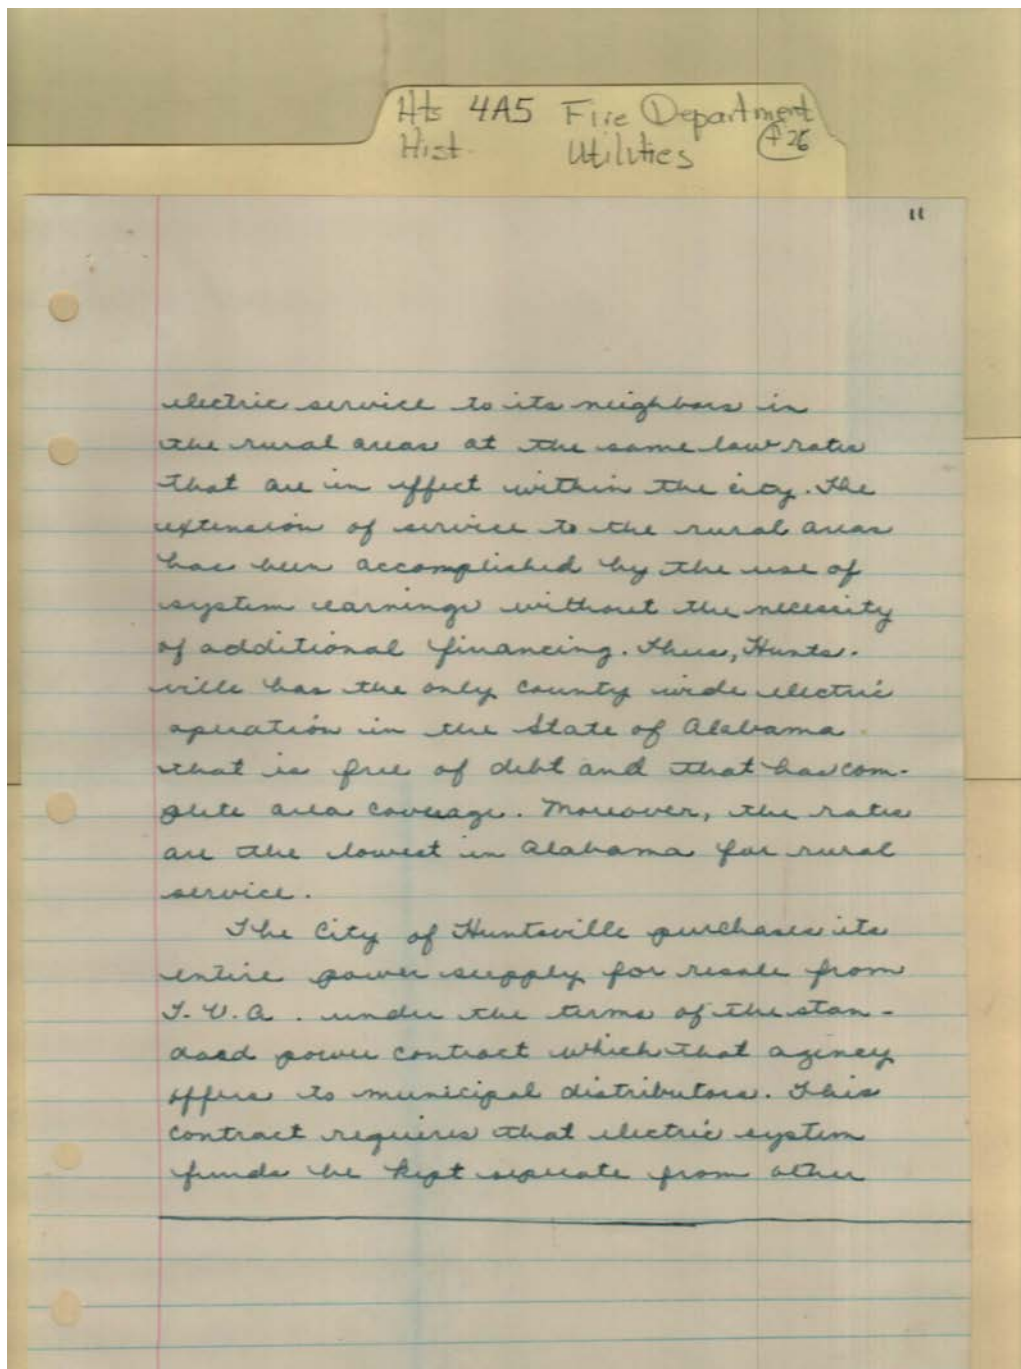 Hts 4A5 Fire Department
Hist. Utilities #26
11
electric service to its neighbors in
the rural areas at the same low rates
that are in effect within the city. The
extension of service to the rural areas
has been accomplished by the use of
system earnings without the necessity
of additional financing. Thus, Hunts-
ville has the only county wide electric
operation in the State of Alabama
that is free of debt and that has com-
plete area coverage. Moreover, the rates
are the lowest in Alabama for rural
service.
The City of Huntsville purchases its
entire power supply for resale from
T.V.A. under the terms of the stan-
dard power contract which that agency
offers to municipal distributors. This
contract requires that electric system
funds be kept seperate from other